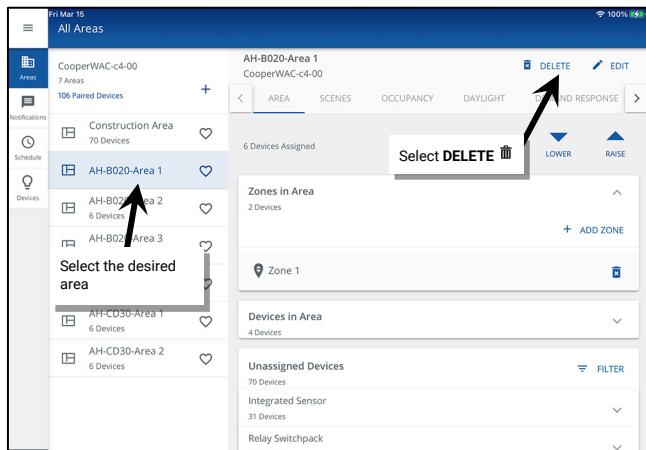 Fri Mar 15
100%
All Areas
Areas
Notifications
Schedule
Devices
CooperWAC-c4-00
7 Areas
106 Paired Devices
+
Construction Area
70 Devices
AH-B020-Area 1
AH-B020-Area 2
6 Devices
AH-B020-Area 3
Select the desired
area
AH-CD30-Area 1
6 Devices
AH-CD30-Area 2
6 Devices
AH-B020-Area 1
CooperWAC-c4-00
DELETE
EDIT
AREA SCENES OCCUPANCY DAYLIGHT DEMAND RESPONSE
6 Devices Assigned
Select DELETE
LOWER
RAISE
Zones in Area
2 Devices
+ ADD ZONE
Zone 1
Devices in Area
4 Devices
Unassigned Devices
70 Devices
FILTER
Integrated Sensor
31 Devices
Relay Switchpack